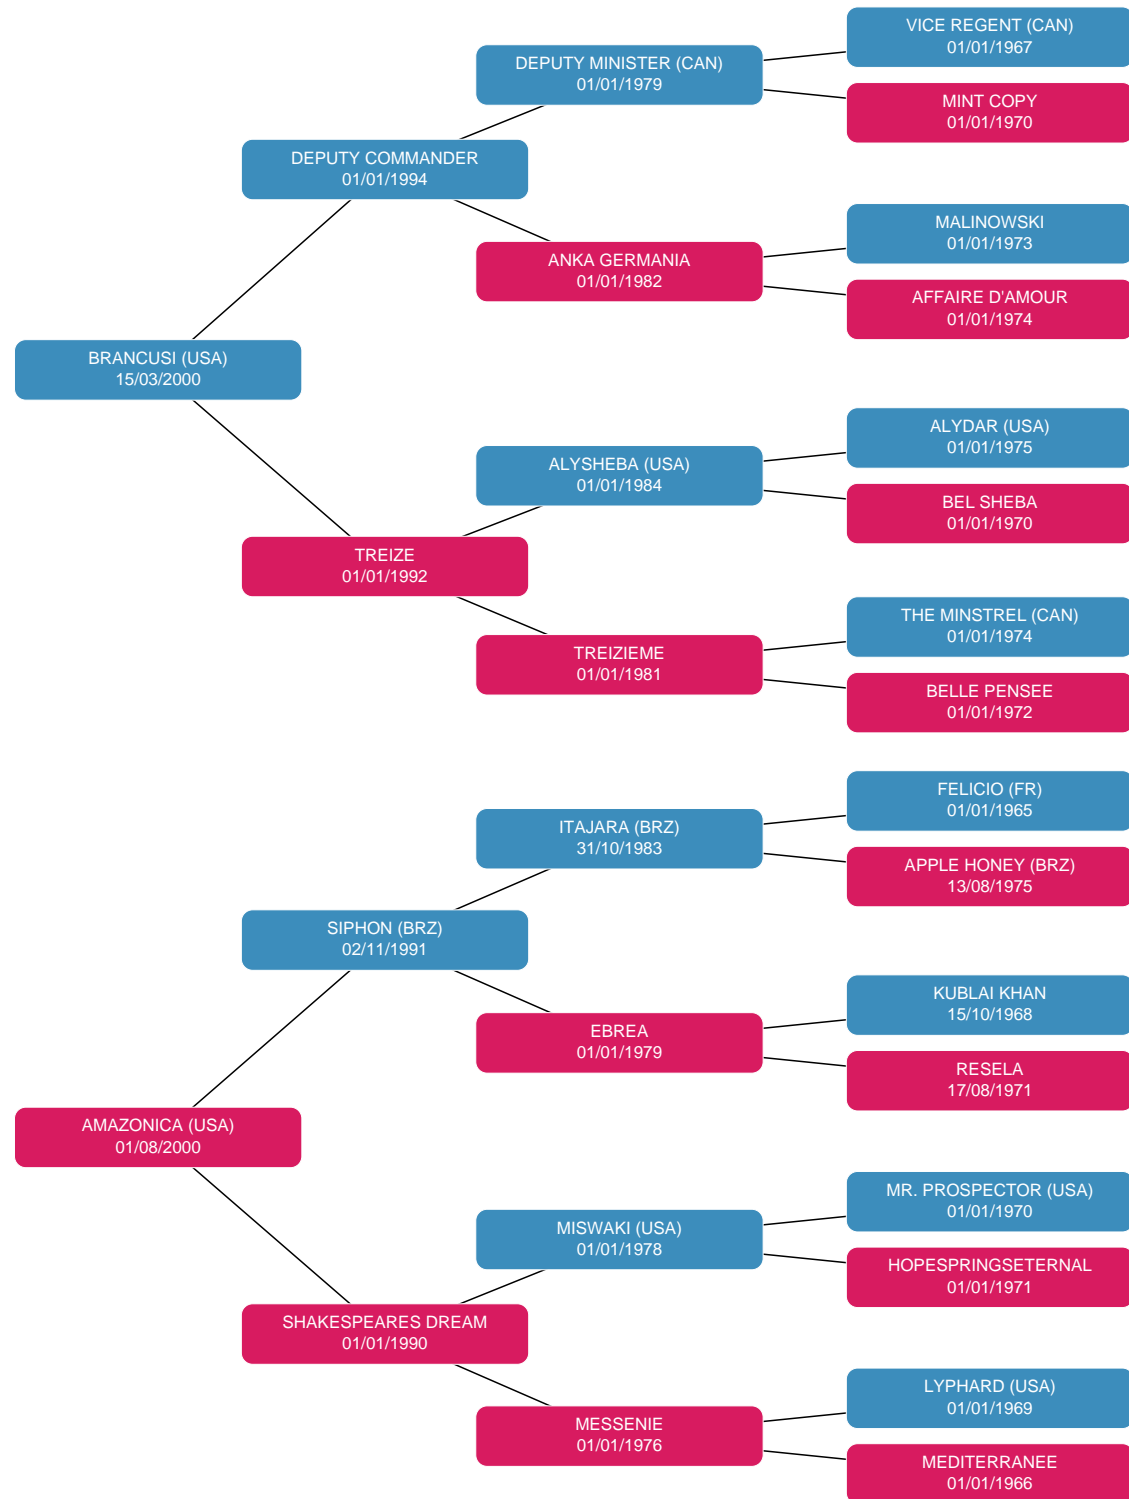 VICE REGENT (CAN)
01/01/1967
DEPUTY MINISTER (CAN)
01/01/1979
MINT COPY
01/01/1970
DEPUTY COMMANDER
01/01/1994
MALINOWSKI
01/01/1973
ANKA GERMANIA
01/01/1982
AFFAIRE D'AMOUR
01/01/1974
BRANCUSI (USA)
15/03/2000
ALYDAR (USA)
01/01/1975
ALYSHEBA (USA)
01/01/1984
BEL SHEBA
01/01/1970
TREIZE
01/01/1992
THE MINSTREL (CAN)
01/01/1974
TREIZIEME
01/01/1981
BELLE PENSEE
01/01/1972
FELICIO (FR)
01/01/1965
ITAJARA (BRZ)
31/10/1983
APPLE HONEY (BRZ)
13/08/1975
SIPHON (BRZ)
02/11/1991
KUBLAI KHAN
15/10/1968
EBREA
01/01/1979
RESELA
17/08/1971
AMAZONICA (USA)
01/08/2000
MR. PROSPECTOR (USA)
01/01/1970
MISWAKI (USA)
01/01/1978
HOPESPRINGSETERNAL
01/01/1971
SHAKESPEARES DREAM
01/01/1990
LYPHARD (USA)
01/01/1969
MESSENIE
01/01/1976
MEDITERRANEE
01/01/1966